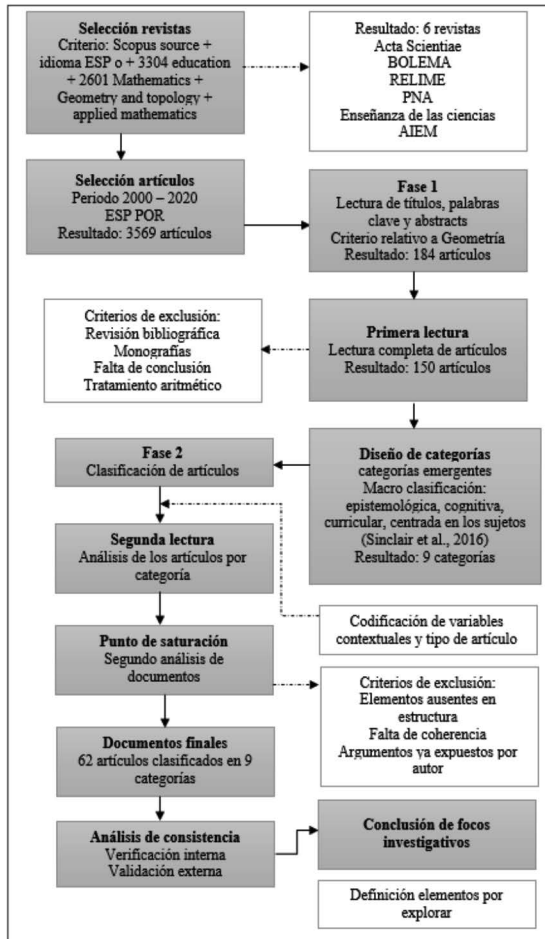 Selección revistas
Criterio: Scopus source +
idioma ESP o + 3304 education
+ 2601 Mathematics +
Geometry and topology +
applied mathematics
Resultado: 6 revistas
Acta Scientiae
BOLEMA
RELIME
PNA
Enseñanza de las ciencias
AIEM
Selección artículos
Periodo 2000 – 2020
ESP POR
Resultado: 3569 artículos
Fase 1
Lectura de títulos, palabras
clave y abstracts
Criterio relativo a Geometría
Resultado: 184 artículos
Criterios de exclusión:
Revisión bibliográfica
Monografías
Falta de conclusión
Tratamiento aritmético
Primera lectura
Lectura completa de artículos
Resultado: 150 artículos
Fase 2
Clasificación de artículos
Diseño de categorías
categorías emergentes
Macro clasificación:
epistemológica, cognitiva,
curricular, centrada en los sujetos
(Sinclair et al., 2016)
Resultado: 9 categorías
Segunda lectura
Análisis de los artículos por
categoría
Codificación de variables
contextuales y tipo de artículo
Punto de saturación
Segundo análisis de
documentos
Criterios de exclusión:
Elementos ausentes en
estructura
Falta de coherencia
Argumentos ya expuestos por
autor
Documentos finales
62 artículos clasificados en 9
categorías
Análisis de consistencia
Verificación interna
Validación externa
Conclusión de focos
investigativos
Definición elementos por
explorar